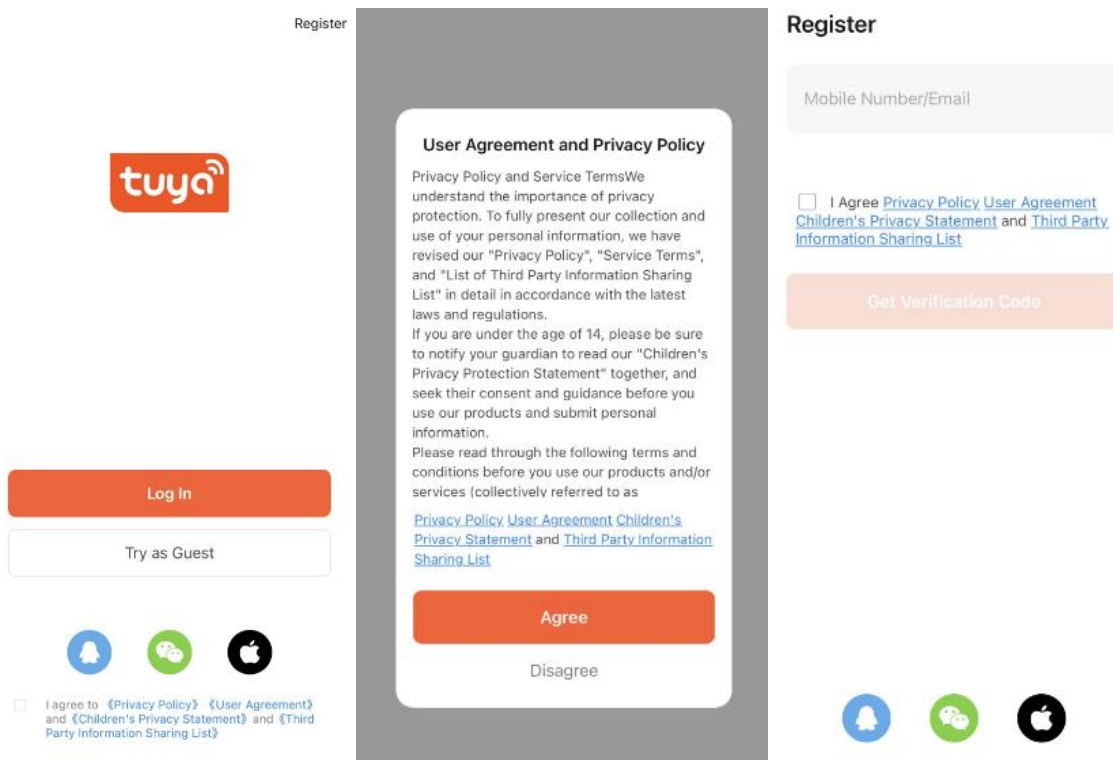 Register
tuya
Log In
Try as Guest
I agree to 《Privacy Policy》 《User Agreement》
and 《Children's Privacy Statement》 and 《Third
Party Information Sharing List》
User Agreement and Privacy Policy
Privacy Policy and Service TermsWe
understand the importance of privacy
protection. To fully present our collection and
use of your personal information, we have
revised our "Privacy Policy", "Service Terms",
and "List of Third Party Information Sharing
List" in detail in accordance with the latest
laws and regulations.
If you are under the age of 14, please be sure
to notify your guardian to read our "Children's
Privacy Protection Statement" together, and
seek their consent and guidance before you
use our products and submit personal
information.
Please read through the following terms and
conditions before you use our products and/or
services (collectively referred to as
Privacy Policy User Agreement Children's
Privacy Statement and Third Party Information
Sharing List
Agree
Disagree
Register
Mobile Number/Email
I Agree Privacy Policy User Agreement
Children's Privacy Statement and Third Party
Information Sharing List
Get Verification Code